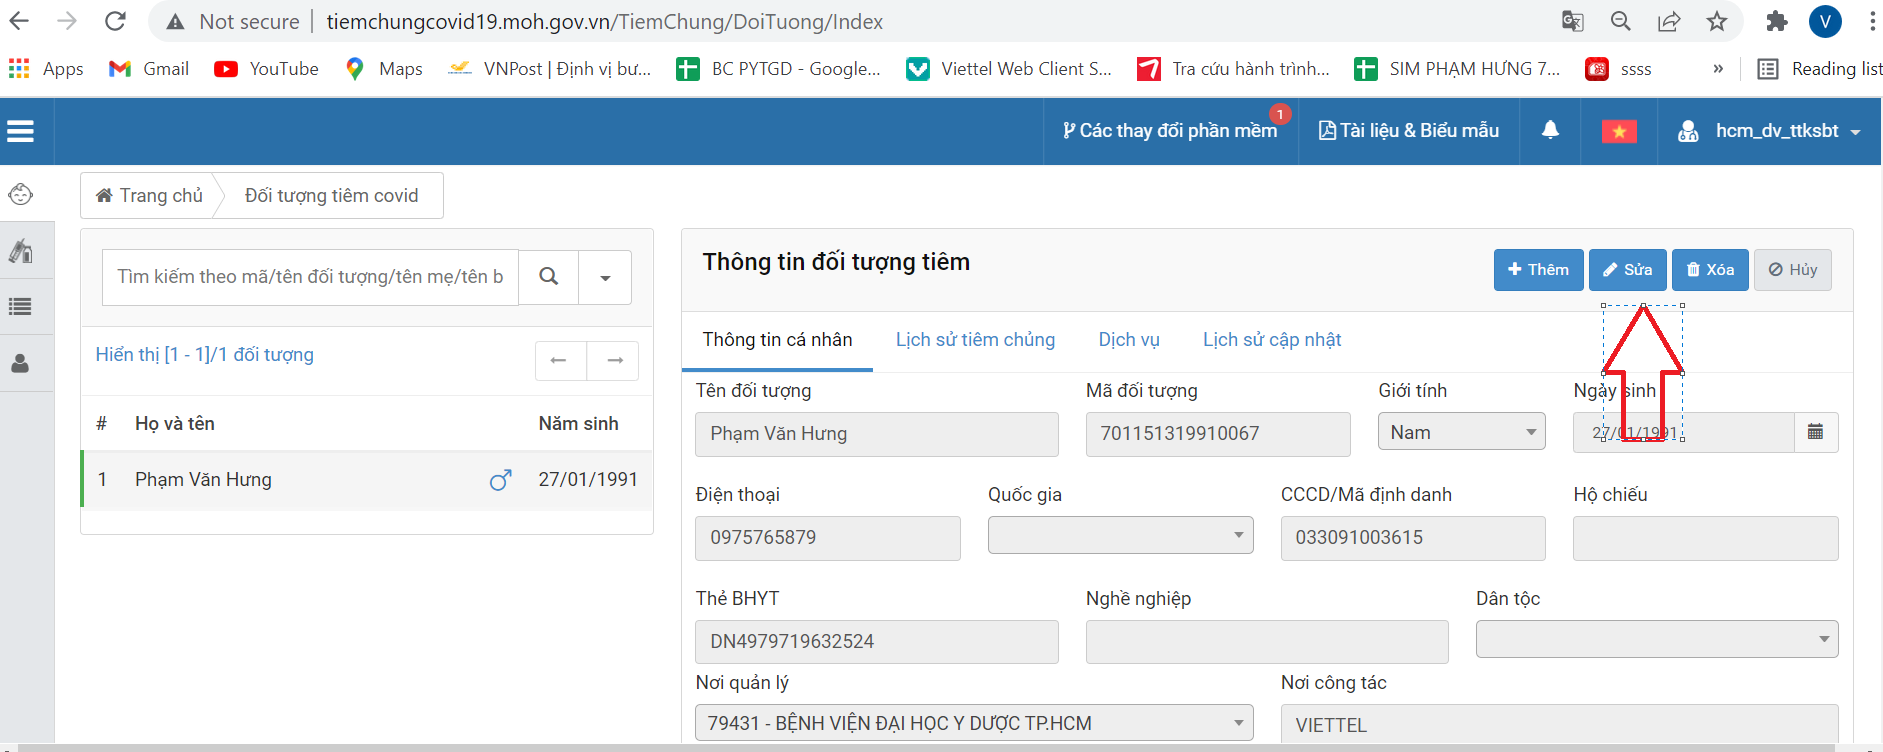 Not secure | tiemchungcovid19.moh.gov.vn/TiemChung/DoiTuong/Index
V
Apps Gmail YouTube Maps VNPost | Định vị bư... BC PYTGD - Google... Viettel Web Client S... Tra cứu hành trình... SIM PHẠM HƯNG 7... ssss » Reading list
Các thay đổi phần mềm 1 Tài liệu & Biểu mẫu hcm_dv_ttksbt
Trang chủ Đối tượng tiêm covid
Tìm kiếm theo mã/tên đối tượng/tên mẹ/tên b
Hiển thị [1 - 1]/1 đối tượng
← →
# Họ và tên Năm sinh
1 Phạm Văn Hưng 27/01/1991
Thông tin đối tượng tiêm
Thêm Sửa Xóa Hủy
Thông tin cá nhân Lịch sử tiêm chủng Dịch vụ Lịch sử cập nhật
Tên đối tượng Mã đối tượng Giới tính Ngày sinh
Phạm Văn Hưng 701151319910067 Nam 27/01/1991
Điện thoại Quốc gia CCCD/Mã định danh Hộ chiếu
0975765879 033091003615
Thẻ BHYT Nghề nghiệp Dân tộc
DN4979719632524
Nơi quản lý Nơi công tác
79431 - BỆNH VIỆN ĐẠI HỌC Y DƯỢC TP.HCM VIETTEL